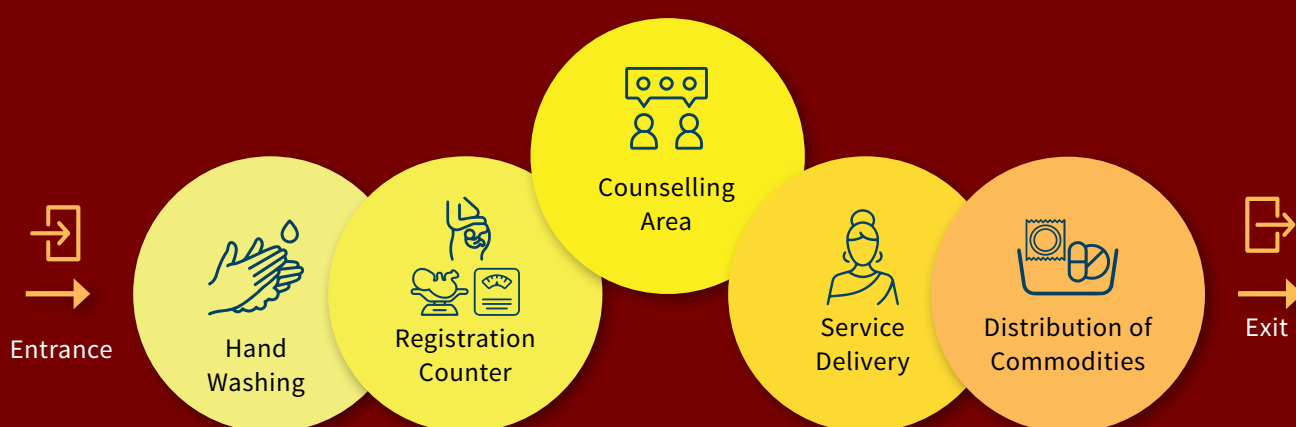 Entrance
Hand
Washing
Registration
Counter
Counselling
Area
Service
Delivery
Distribution of
Commodities
Exit